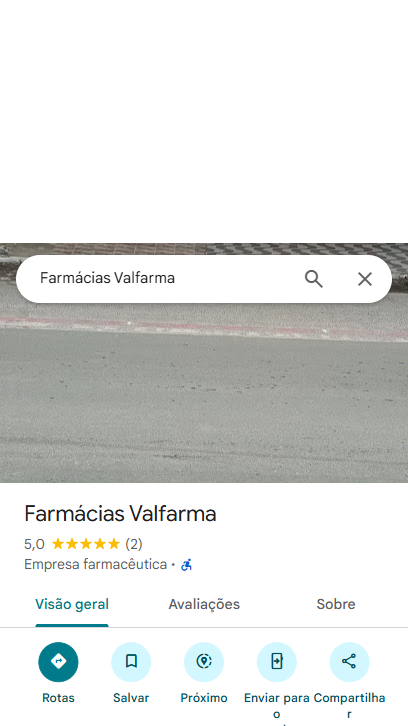 Farmácias Valfarma
Farmácias Valfarma
5,0 (2)
Empresa farmacêutica ·
Visão geral Avaliações Sobre
Rotas Salvar Próximo Enviar para o Compartilhar